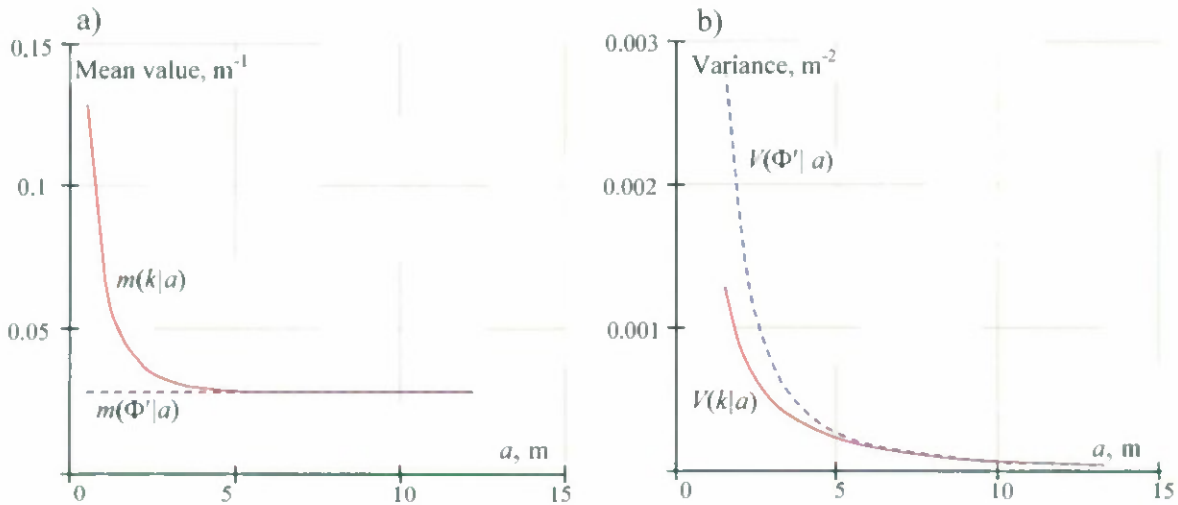 a)
0.15
Mean value, m⁻¹
0.1
m(k|a)
0.05
m(Φ'|a)
a, m
0
5
10
15
b)
0.003
Variance, m⁻²
V(Φ'| a)
0.002
0.001
V(k|a)
a, m
0
5
10
15